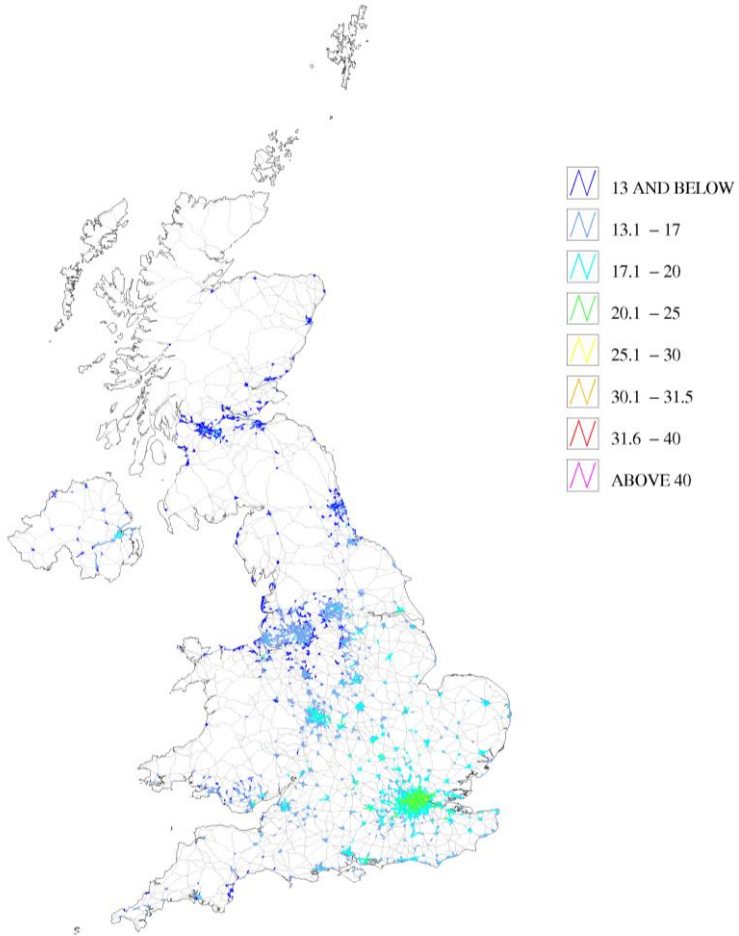 13 AND BELOW
13.1 – 17
17.1 – 20
20.1 – 25
25.1 – 30
30.1 – 31.5
31.6 – 40
ABOVE 40